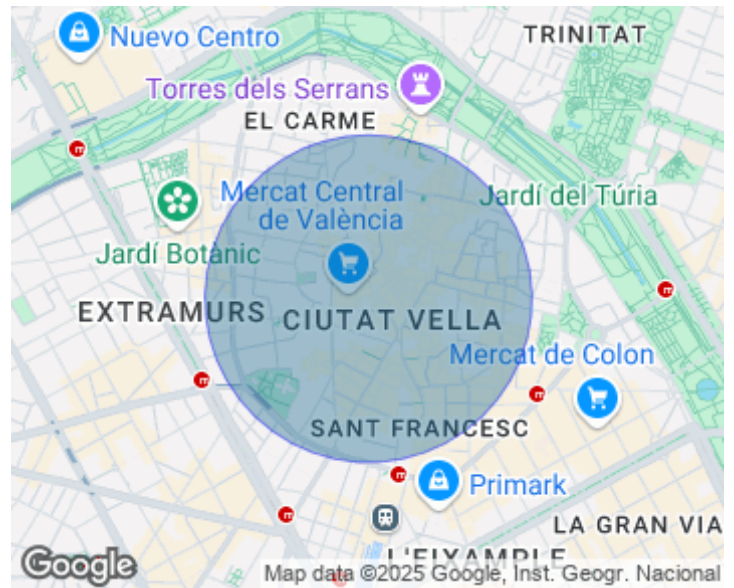 Nuevo Centro
TRINITAT
Torres dels Serrans
EL CARME
Mercat Central
de València
Jardí del Túria
Jardí Botànic
EXTRAMURS
CIUTAT VELLA
Mercat de Colon
SANT FRANCESC
Primark
LA GRAN VIA
L'EIXAMPLE
Google
Map data ©2025 Google, Inst. Geogr. Nacional